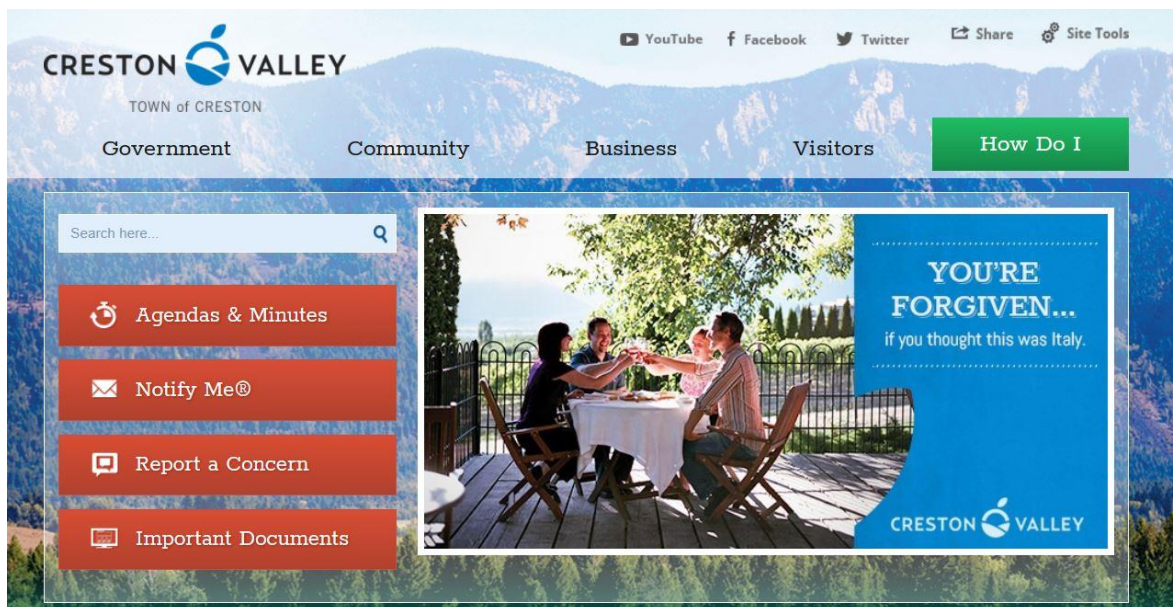 CRESTON VALLEY
TOWN of CRESTON
YouTube
Facebook
Twitter
Share
Site Tools
Government
Community
Business
Visitors
How Do I
Search here...
Agendas & Minutes
Notify Me®
Report a Concern
Important Documents
YOU'RE
FORGIVEN...
if you thought this was Italy.
CRESTON VALLEY